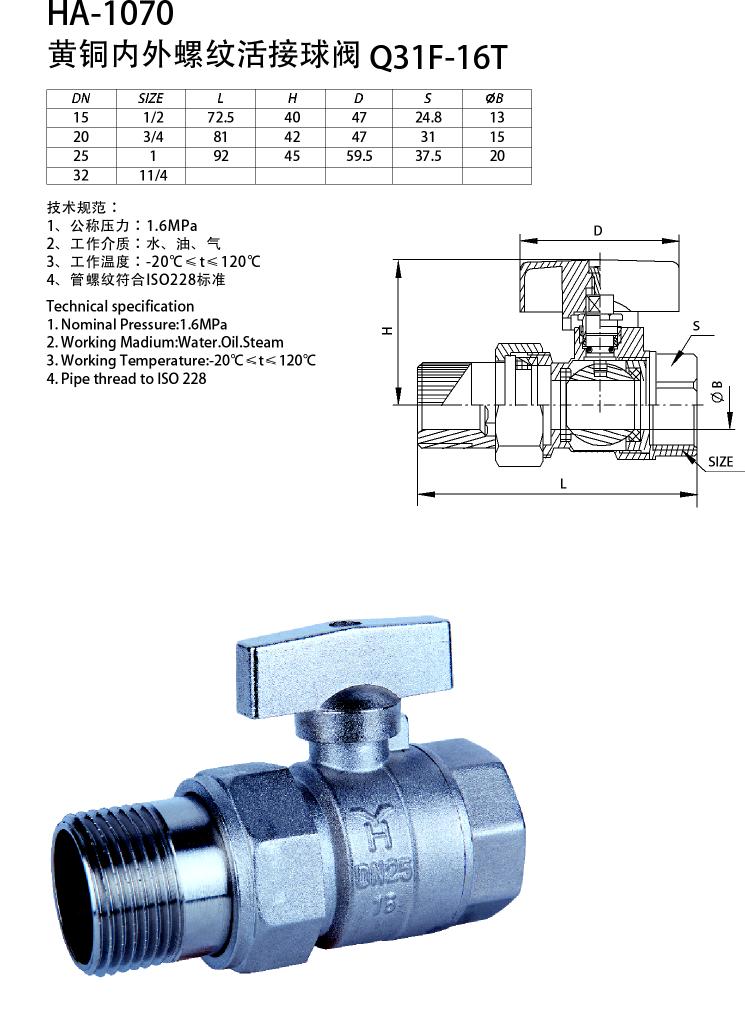 HA-1070
黄铜内外螺纹活接球阀 Q31F-16T
DN SIZE L H D S ØB
15 1/2 72.5 40 47 24.8 13
20 3/4 81 42 47 31 15
25 1 92 45 59.5 37.5 20
32 11/4
技术规范：
1、公称压力：1.6MPa
2、工作介质：水、油、气
3、工作温度：-20℃≤t≤120℃
4、管螺纹符合ISO228标准
Technical specification
1. Nominal Pressure:1.6MPa
2. Working Madium:Water.Oil.Steam
3. Working Temperature:-20℃≤t≤120℃
4. Pipe thread to ISO 228
D
H
S
ØB
SIZE
L
H
DN25
16